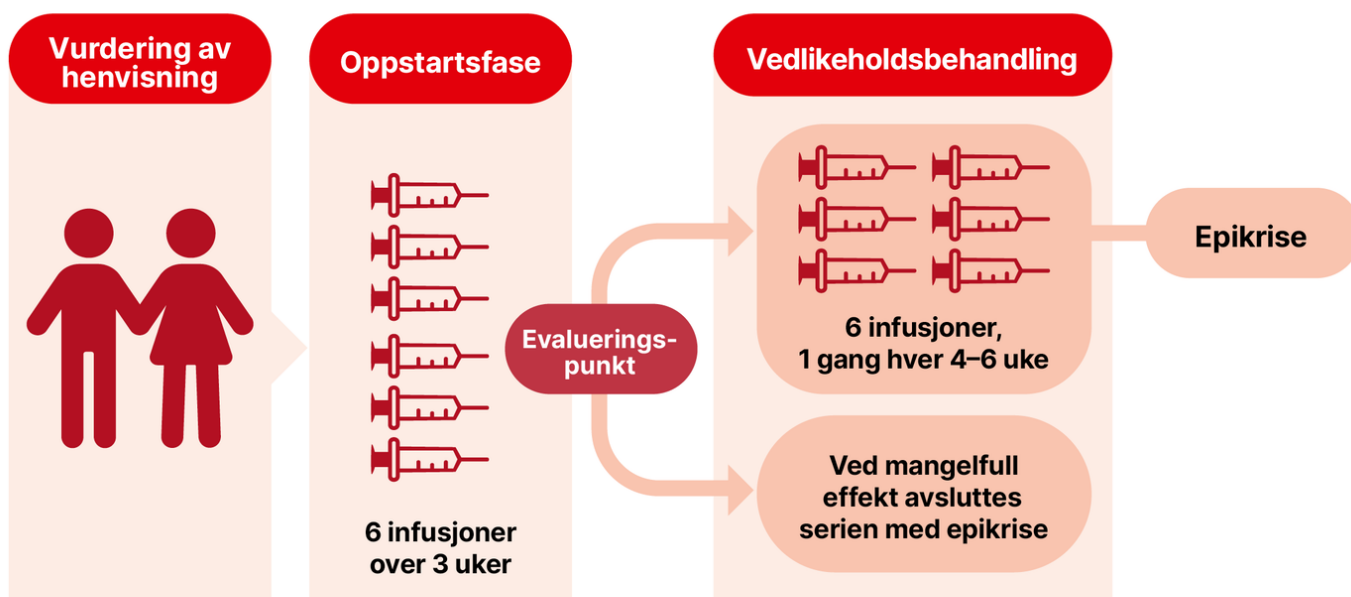 Vurdering av
henvisning
Oppstartsfase
6 infusjoner
over 3 uker
Evaluerings-
punkt
Vedlikeholdsbehandling
6 infusjoner,
1 gang hver 4–6 uke
Ved mangelfull
effekt avsluttes
serien med epikrise
Epikrise